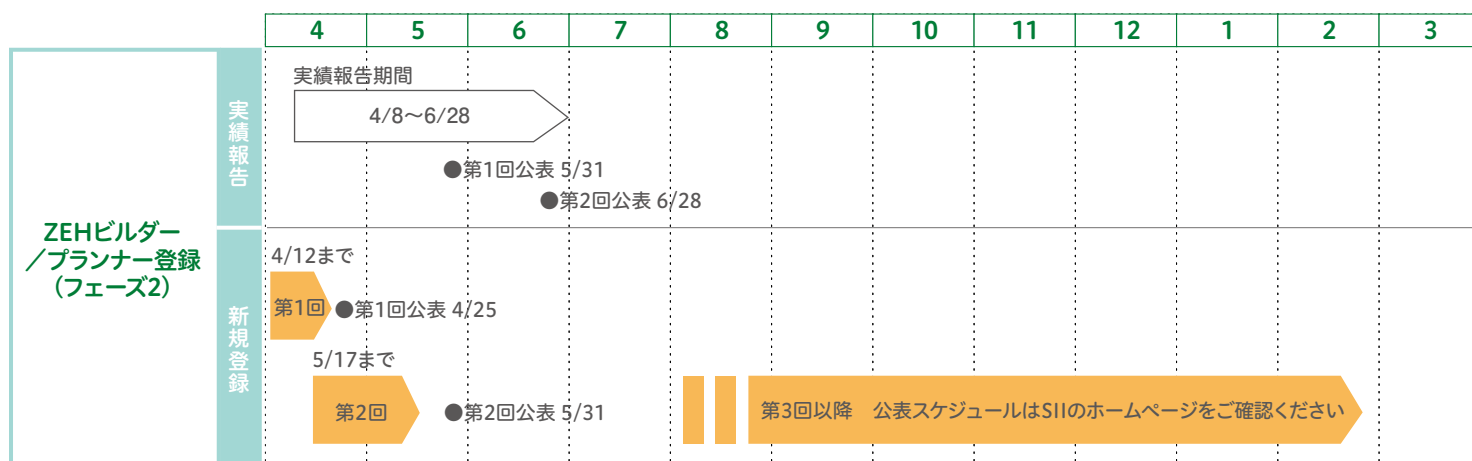 4 5 6 7 8 9 10 11 12 1 2 3
ZEHビルダー
／プランナー登録
（フェーズ2）
実績報告
実績報告期間
4/8〜6/28
●第1回公表 5/31
●第2回公表 6/28
新規登録
4/12まで
第1回
●第1回公表 4/25
5/17まで
第2回
●第2回公表 5/31
第3回以降　公表スケジュールはSIIのホームページをご確認ください